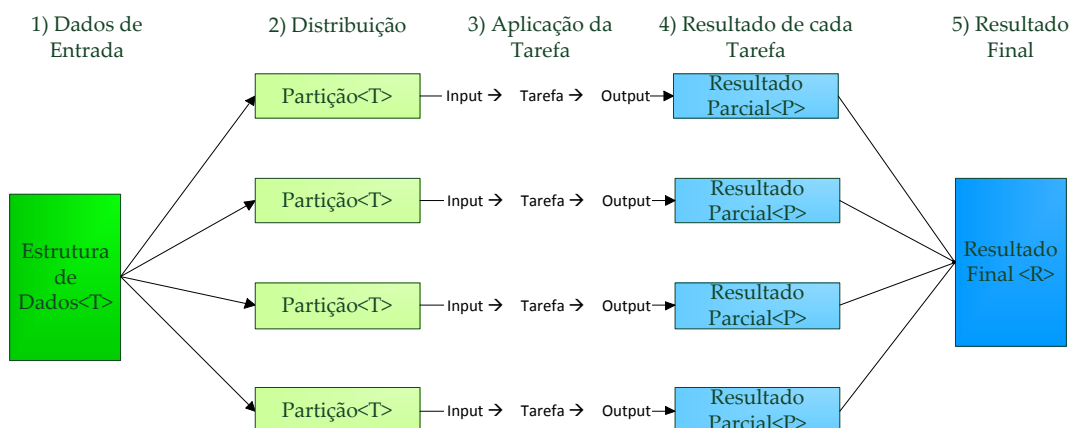 1) Dados de
Entrada
2) Distribuição
3) Aplicação da
Tarefa
4) Resultado de cada
Tarefa
5) Resultado
Final
Estrutura
de
Dados<T>
Partição<T>
Input → Tarefa → Output
Resultado
Parcial<P>
Partição<T>
Input → Tarefa → Output
Resultado
Parcial<P>
Partição<T>
Input → Tarefa → Output
Resultado
Parcial<P>
Partição<T>
Input → Tarefa → Output
Resultado
Parcial<P>
Resultado
Final <R>